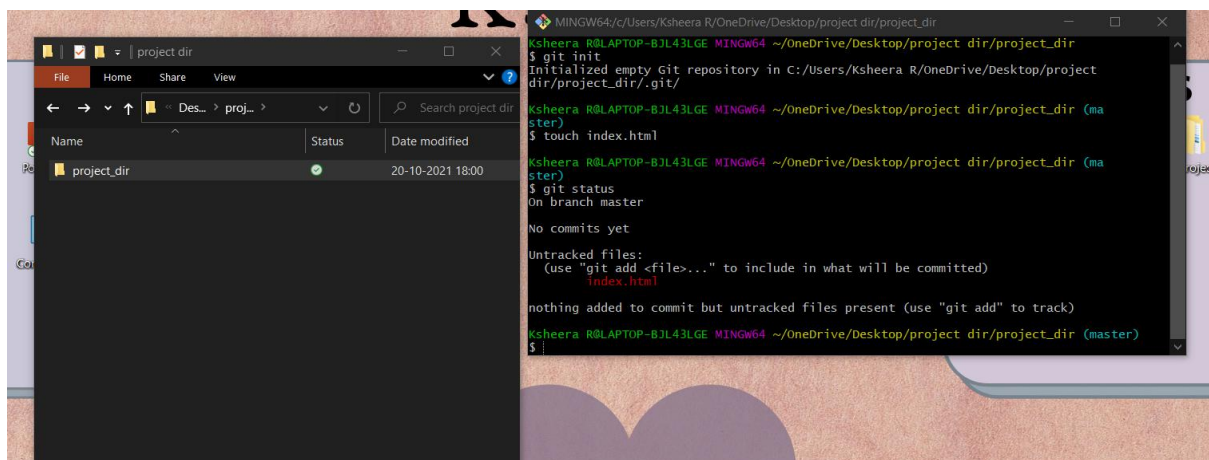 project dir
File Home Share View
Des... > proj... >
Search project dir
Name Status Date modified
project_dir 20-10-2021 18:00
MINGW64:/c/Users/Ksheera R/OneDrive/Desktop/project dir/project_dir
Ksheera R@LAPTOP-BJL43LGE MINGW64 ~/OneDrive/Desktop/project dir/project_dir
$ git init
Initialized empty Git repository in C:/Users/Ksheera R/OneDrive/Desktop/project
dir/project_dir/.git/
Ksheera R@LAPTOP-BJL43LGE MINGW64 ~/OneDrive/Desktop/project dir/project_dir (ma
ster)
$ touch index.html
Ksheera R@LAPTOP-BJL43LGE MINGW64 ~/OneDrive/Desktop/project dir/project_dir (ma
ster)
$ git status
On branch master
No commits yet
Untracked files:
(use "git add <file>..." to include in what will be committed)
index.html
nothing added to commit but untracked files present (use "git add" to track)
Ksheera R@LAPTOP-BJL43LGE MINGW64 ~/OneDrive/Desktop/project dir/project_dir (master)
$